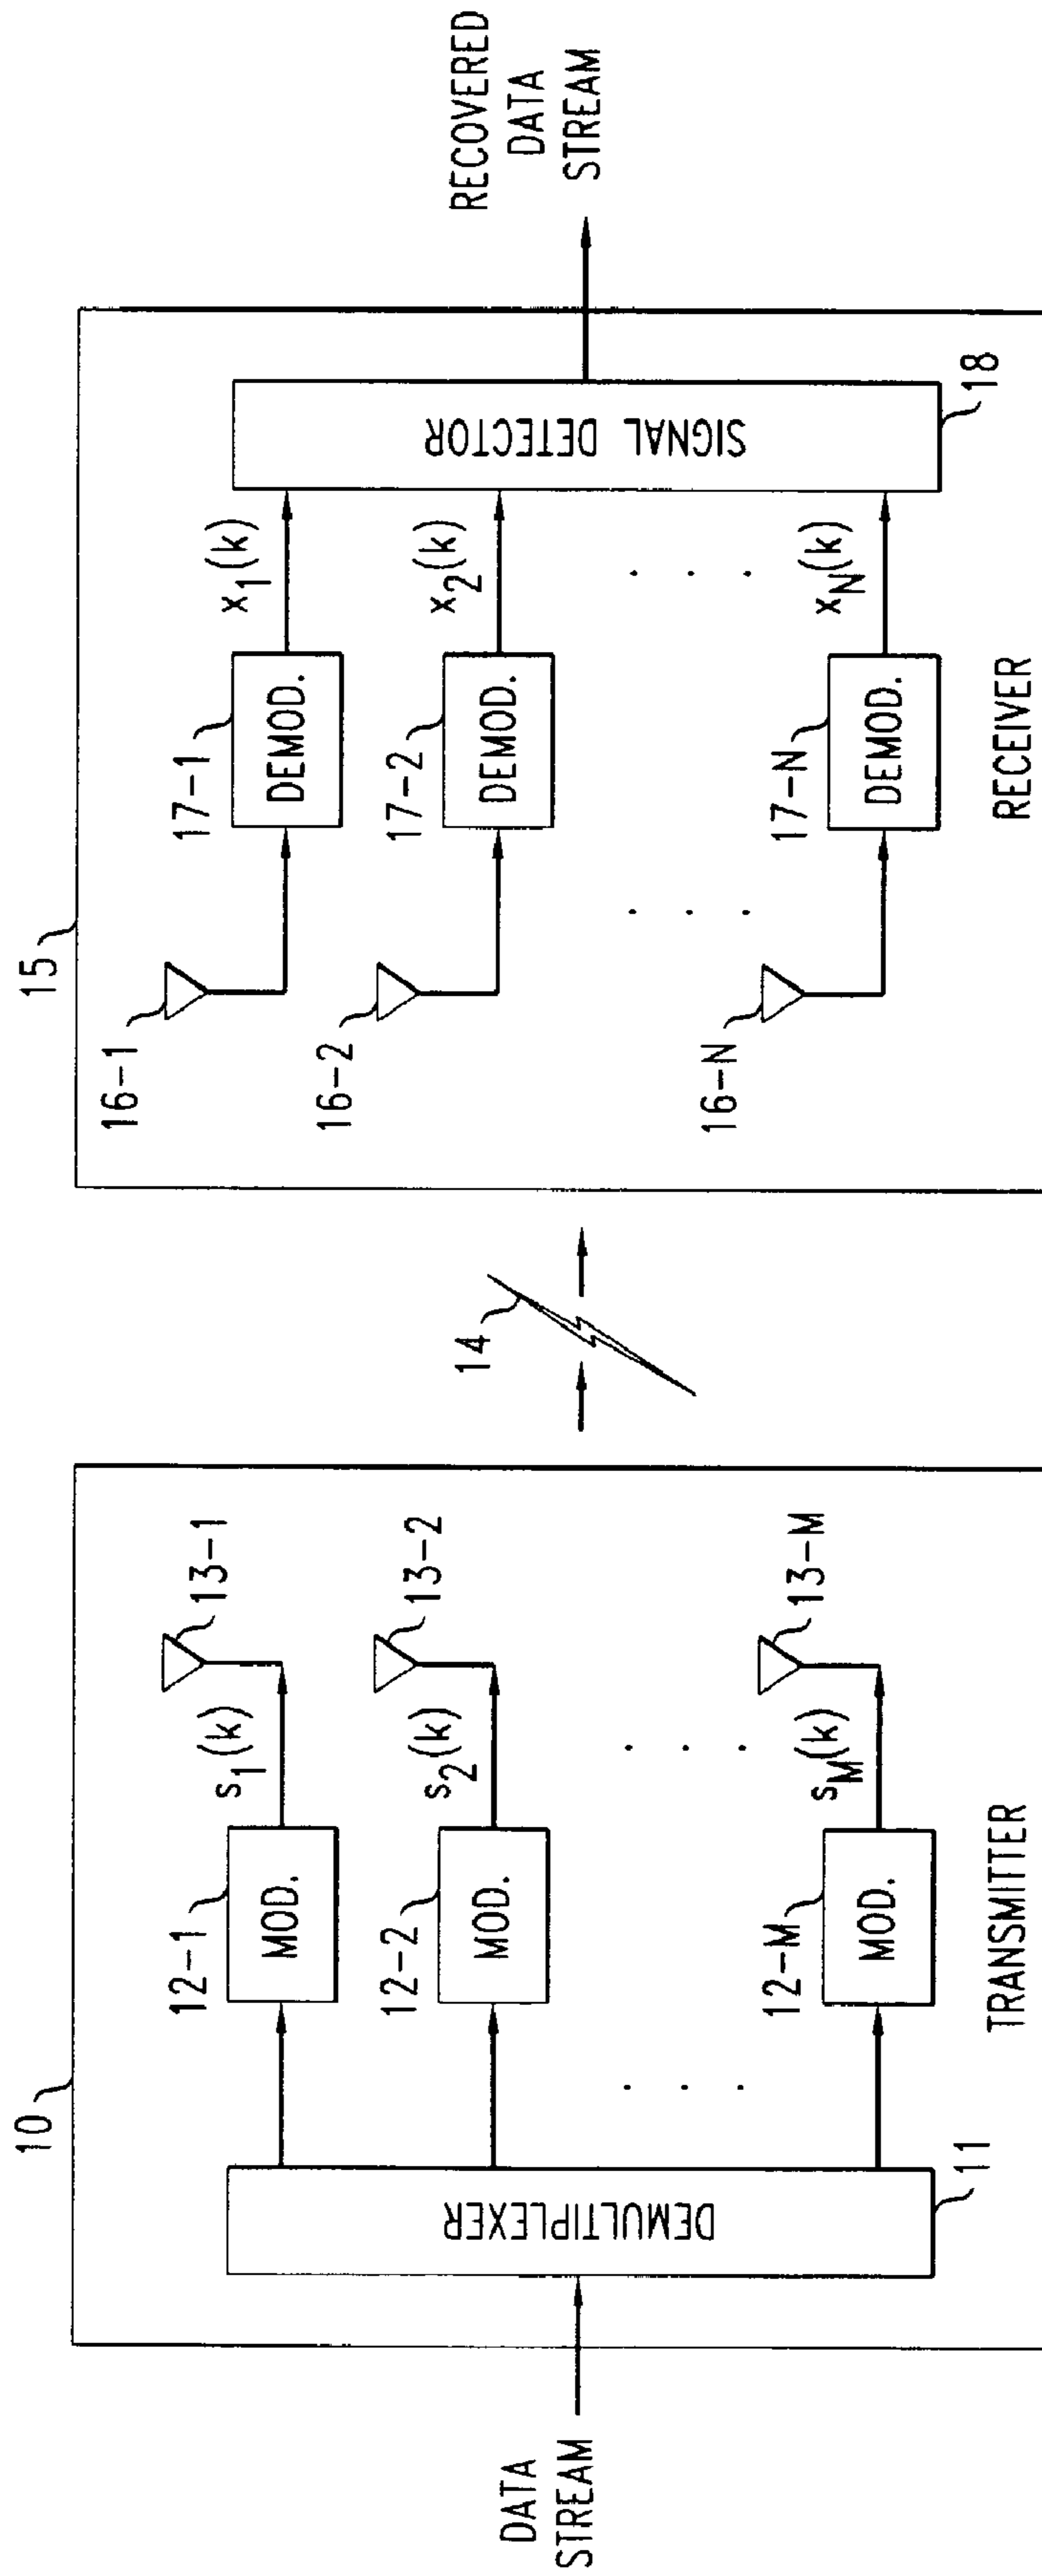 10
DATA
STREAM
DEMULTIPLEXER
11
12-1
MOD.
s1(k)
13-1
12-2
MOD.
s2(k)
13-2
. . .
. . .
12-M
MOD.
sM(k)
13-M
TRANSMITTER
14
15
16-1
17-1
DEMOD.
x1(k)
16-2
17-2
DEMOD.
x2(k)
. . .
. . .
16-N
17-N
DEMOD.
xN(k)
SIGNAL DETECTOR
18
RECEIVER
RECOVERED
DATA
STREAM